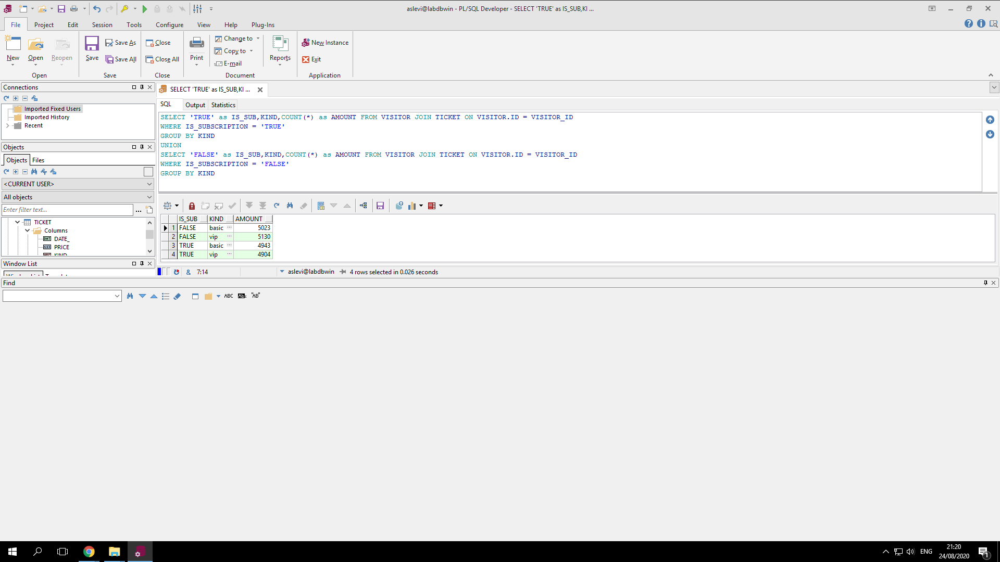 aslevi@labdbwin - PL/SQL Developer - SELECT 'TRUE' as IS_SUB,KI ...
File Project Edit Session Tools Configure View Help Plug-Ins
New Open Reopen
Open
Save Save As
Save All
Save
Close
Close All
Close
Print
Change to
Copy to
E-mail
Reports
Document
New Instance
Exit
Application
Connections
Imported Fixed Users
Imported History
Recent
Objects
Objects Files
<CURRENT USER>
All objects
Enter filter text...
TICKET
Columns
DATE_
PRICE
KIND
Window List
SELECT 'TRUE' as IS_SUB,KI ...
SQL Output Statistics
SELECT 'TRUE' as IS_SUB,KIND,COUNT(*) as AMOUNT FROM VISITOR JOIN TICKET ON VISITOR.ID = VISITOR_ID
WHERE IS_SUBSCRIPTION = 'TRUE'
GROUP BY KIND
UNION
SELECT 'FALSE' as IS_SUB,KIND,COUNT(*) as AMOUNT FROM VISITOR JOIN TICKET ON VISITOR.ID = VISITOR_ID
WHERE IS_SUBSCRIPTION = 'FALSE'
GROUP BY KIND
IS_SUB KIND AMOUNT
1 FALSE basic ... 5023
2 FALSE vip ... 5130
3 TRUE basic ... 4943
4 TRUE vip ... 4904
& 7:14 aslevi@labdbwin 4 rows selected in 0.026 seconds
Find
ABC AB "AB"
ENG
21:20
24/08/2020
1